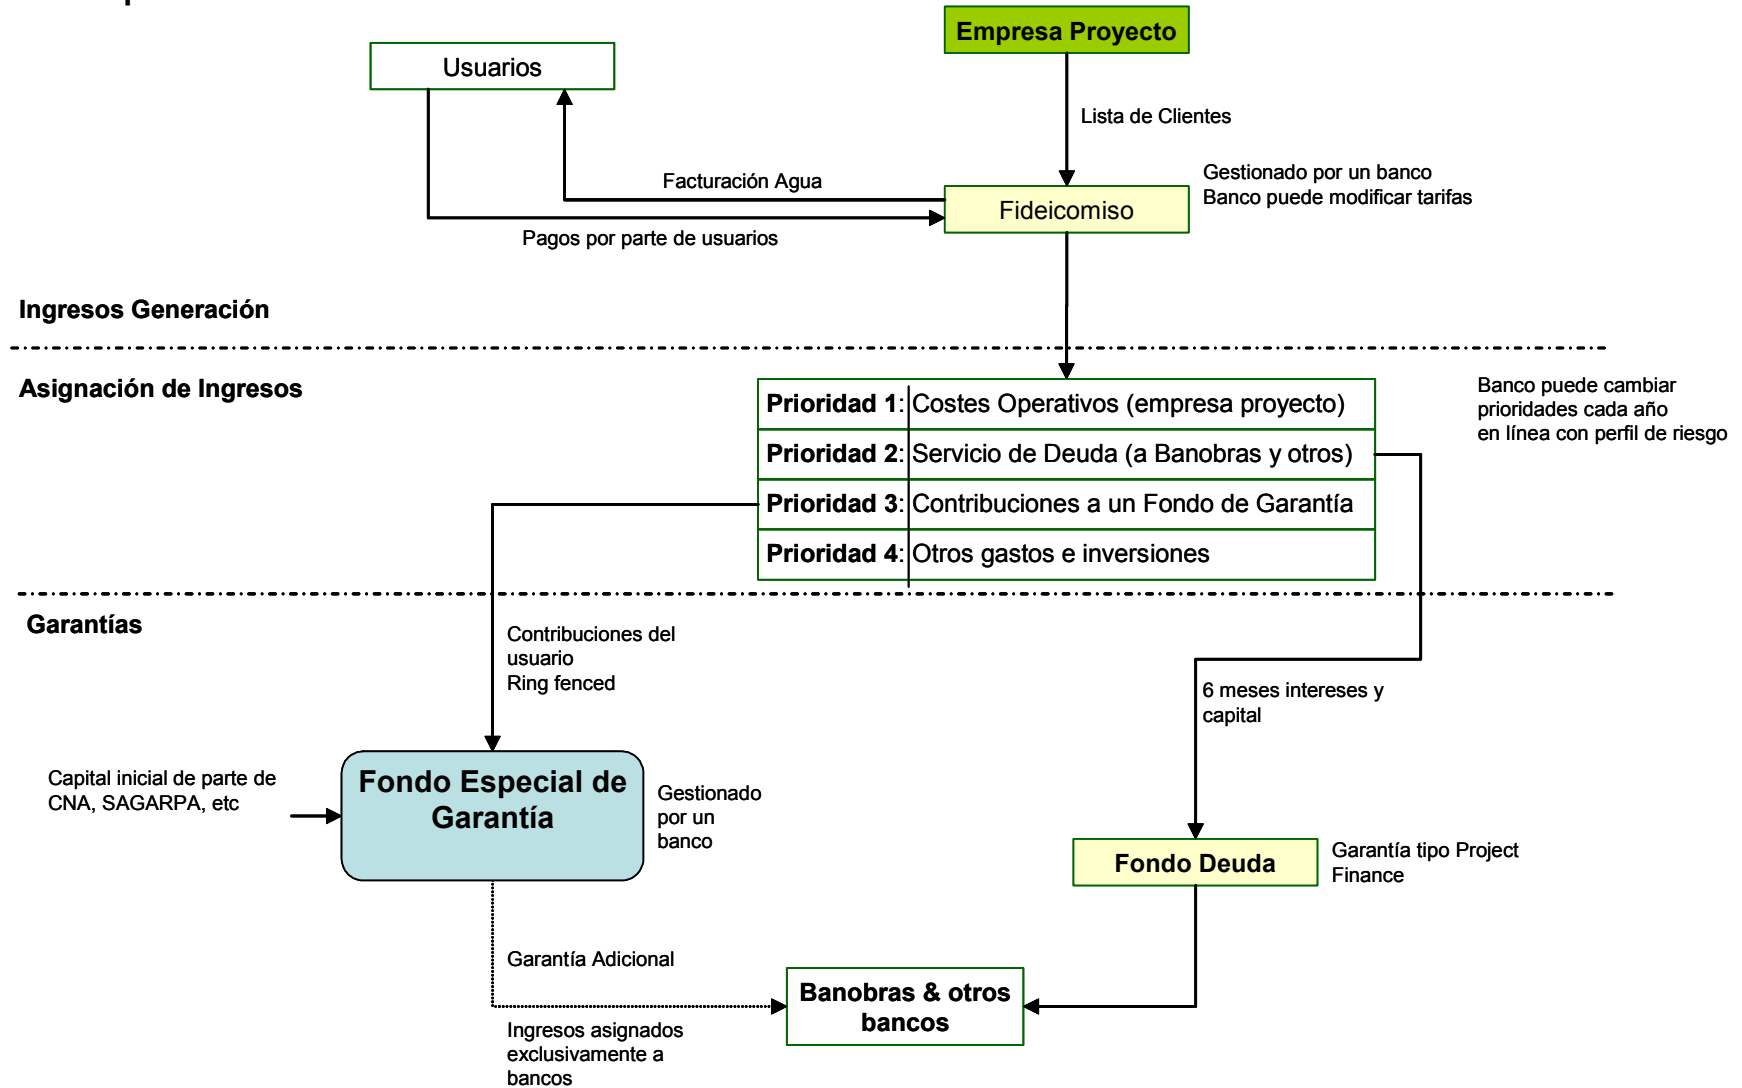 Empresa Proyecto
Usuarios
Lista de Clientes
Facturación Agua
Gestionado por un banco
Banco puede modificar tarifas
Fideicomiso
Pagos por parte de usuarios
Ingresos Generación
Asignación de Ingresos
Prioridad 1: Costes Operativos (empresa proyecto)
Prioridad 2: Servicio de Deuda (a Banobras y otros)
Prioridad 3: Contribuciones a un Fondo de Garantía
Prioridad 4: Otros gastos e inversiones
Banco puede cambiar
prioridades cada año
en línea con perfil de riesgo
Garantías
Contribuciones del
usuario
Ring fenced
6 meses intereses y
capital
Capital inicial de parte de
CNA, SAGARPA, etc
Fondo Especial de
Garantía
Gestionado
por un
banco
Fondo Deuda
Garantía tipo Project
Finance
Garantía Adicional
Banobras & otros
bancos
Ingresos asignados
exclusivamente a
bancos